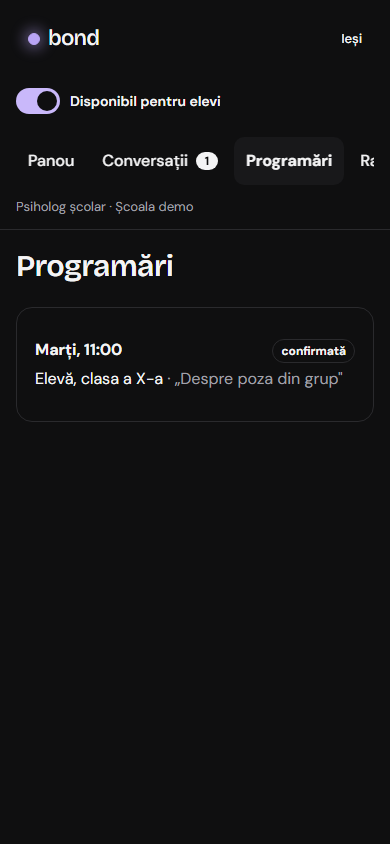 bond
Ieși
Disponibil pentru elevi
Panou Conversații 1 Programări Ra
Psiholog școlar · Școala demo
Programări
Marți, 11:00 confirmată
Elevă, clasa a X-a · „Despre poza din grup"